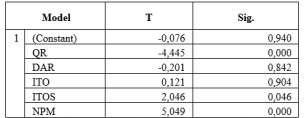 Model T Sig.
1 (Constant) -0,076 0,940
QR -4,445 0,000
DAR -0,201 0,842
ITO 0,121 0,904
ITOS 2,046 0,046
NPM 5,049 0,000